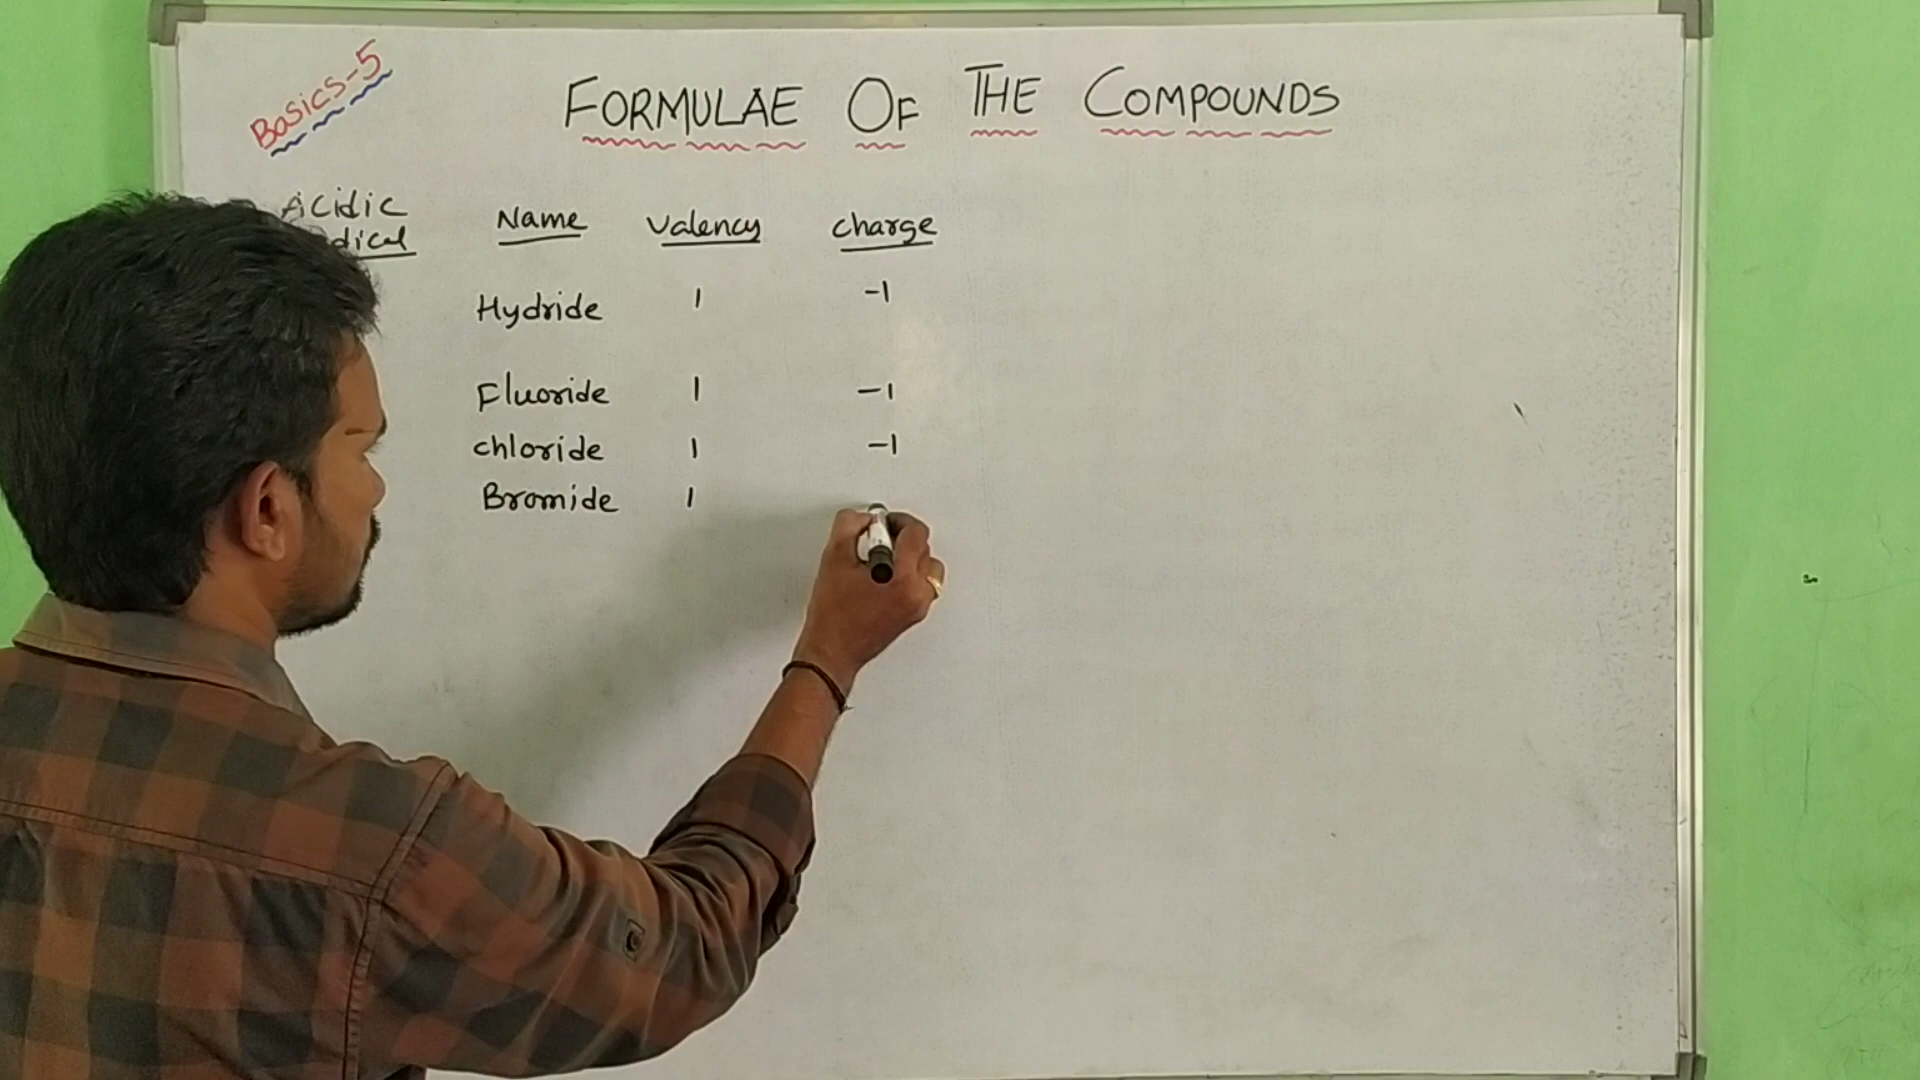 Basics-5
FORMULAE OF THE COMPOUNDS
Acidic
Name Valency charge
Hydride 1 -1
Fluoride 1 -1
chloride 1 -1
Bromide 1